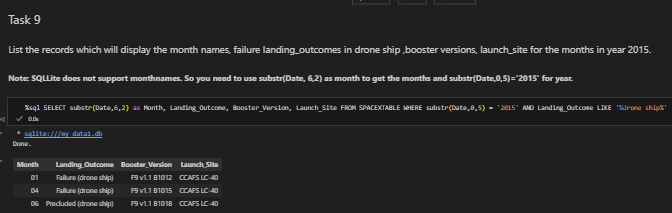 Task 9
List the records which will display the month names, failure landing_outcomes in drone ship ,booster versions, launch_site for the months in year 2015.
Note: SQLLite does not support monthnames. So you need to use substr(Date, 6,2) as month to get the months and substr(Date,0,5)='2015' for year.
%sql SELECT substr(Date,6,2) as Month, Landing_Outcome, Booster_Version, Launch_Site FROM SPACEXTABLE WHERE substr(Date,0,5) = '2015' AND Landing_Outcome LIKE '%drone ship%'
0.0s
* sqlite:///my_data1.db
Done.
Month Landing_Outcome Booster_Version Launch_Site
01 Failure (drone ship) F9 v1.1 B1012 CCAFS LC-40
04 Failure (drone ship) F9 v1.1 B1015 CCAFS LC-40
06 Precluded (drone ship) F9 v1.1 B1018 CCAFS LC-40